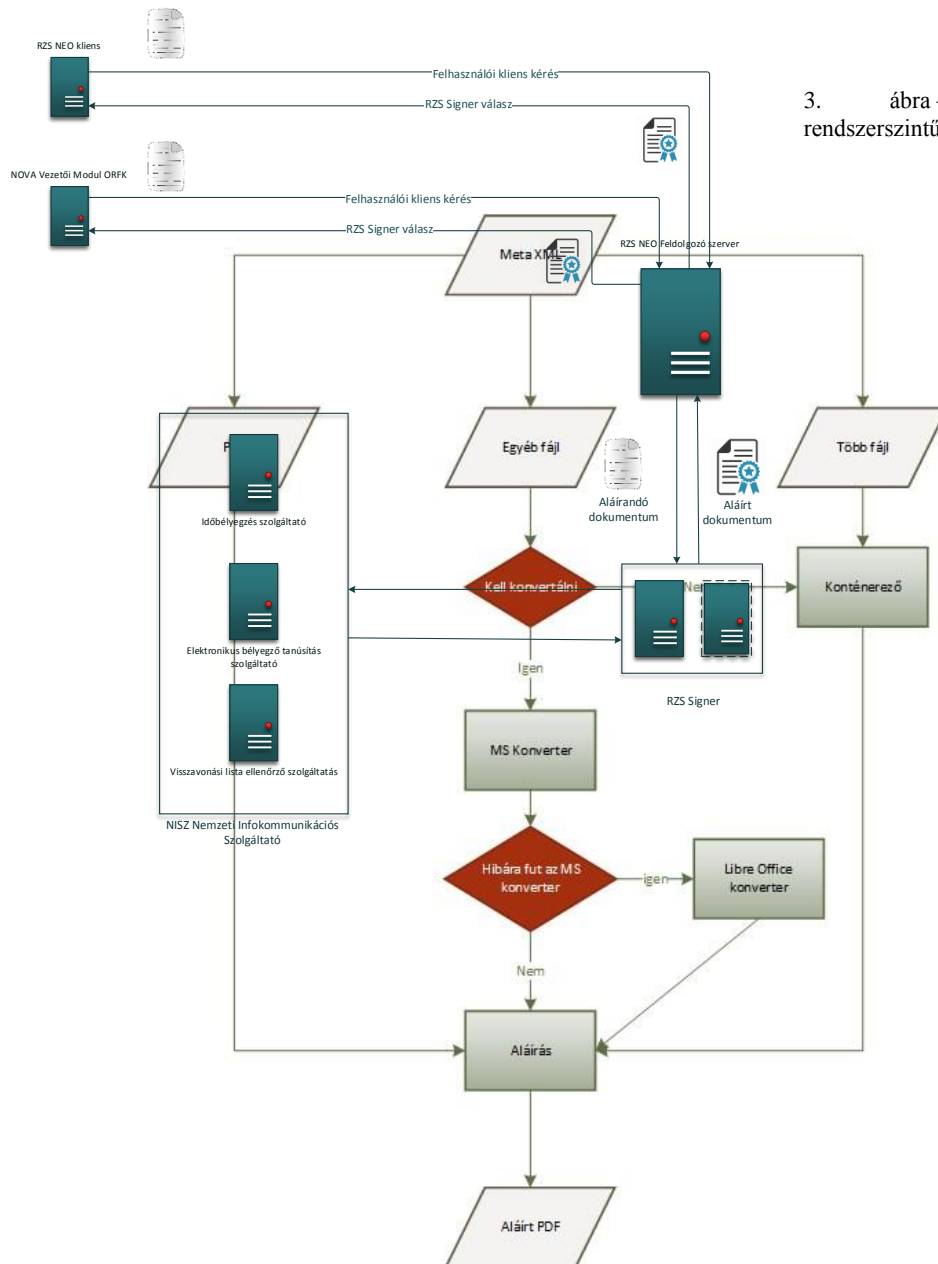 RZS NEO kliens
Felhasználói kliens kérés
RZS Signer válasz
3. ábra -
rendszerszintű
NOVA Vezetői Modul ORFK
Felhasználói kliens kérés
RZS Signer válasz
RZS NEO Feldolgozó szerver
Meta XML
Egyéb fájl
Több fájl
Időbélyegzés szolgáltató
Aláírandó
dokumentum
Aláírt
dokumentum
Kell konvertálni
Konténerező
Elektronikus bélyegző tanúsítás
szolgáltató
Igen
RZS Signer
MS Konverter
Visszavonási lista ellenőrző szolgáltatás
NISZ Nemzeti Infokommunikációs
Szolgáltató
Hibára fut az MS
konverter
igen
Libre Office
konverter
Nem
Aláírás
Aláírt PDF